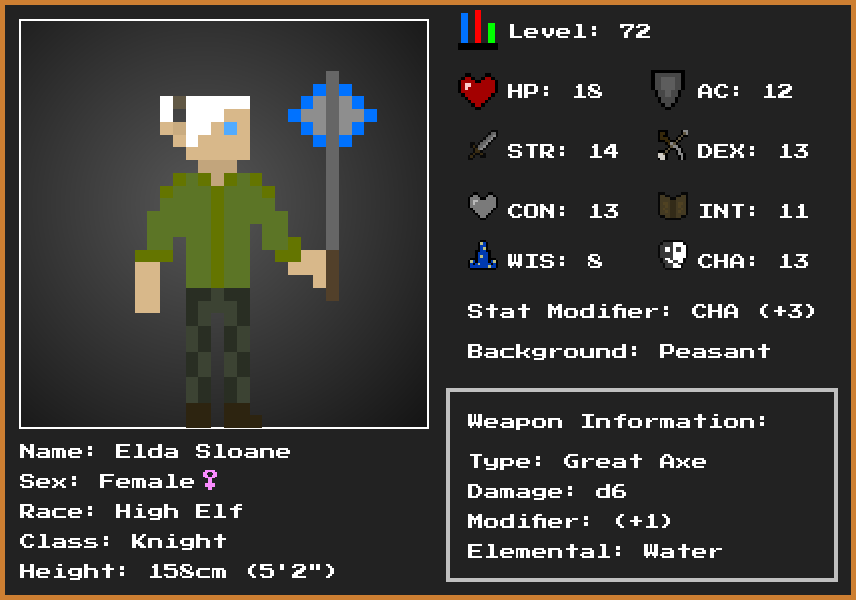 Level: 72
HP: 18
AC: 12
STR: 14
DEX: 13
CON: 13
INT: 11
WIS: 8
CHA: 13
Stat Modifier: CHA (+3)
Background: Peasant
Weapon Information:
Type: Great Axe
Damage: d6
Modifier: (+1)
Elemental: Water
Name: Elda Sloane
Sex: Female♀
Race: High Elf
Class: Knight
Height: 158cm (5'2")